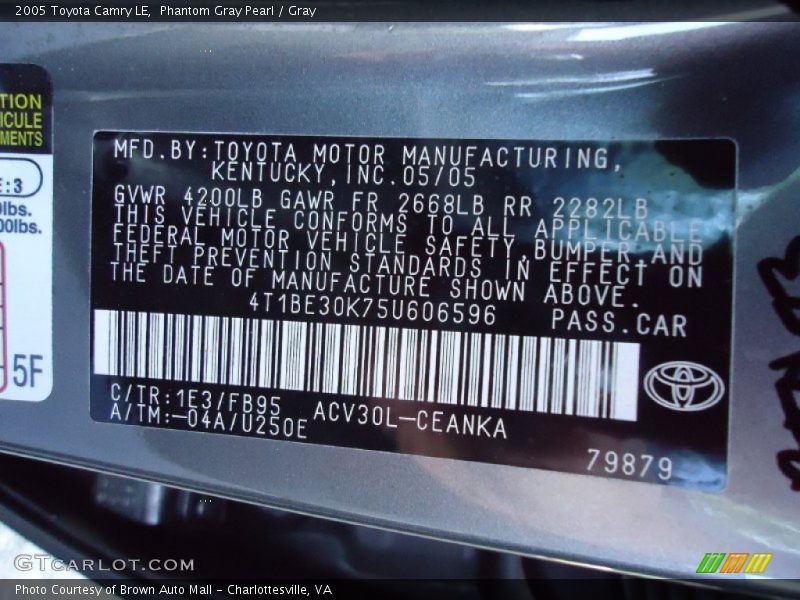 2005 Toyota Camry LE, Phantom Gray Pearl / Gray
TION
ICULE
MENTS
E:3
0lbs.
00lbs.
5F
MFD.BY:TOYOTA MOTOR MANUFACTURING,
KENTUCKY,INC.05/05
GVWR 4200LB GAWR FR 2668LB RR 2282LB
THIS VEHICLE CONFORMS TO ALL APPLICABLE
FEDERAL MOTOR VEHICLE SAFETY,BUMPER AND
THEFT PREVENTION STANDARDS IN EFFECT ON
THE DATE OF MANUFACTURE SHOWN ABOVE.
4T1BE30K75U606596 PASS.CAR
C/TR:1E3/FB95
A/TM:-04A/U250E
ACV30L-CEANKA
79879
GTCARLOT.COM
Photo Courtesy of Brown Auto Mall - Charlottesville, VA